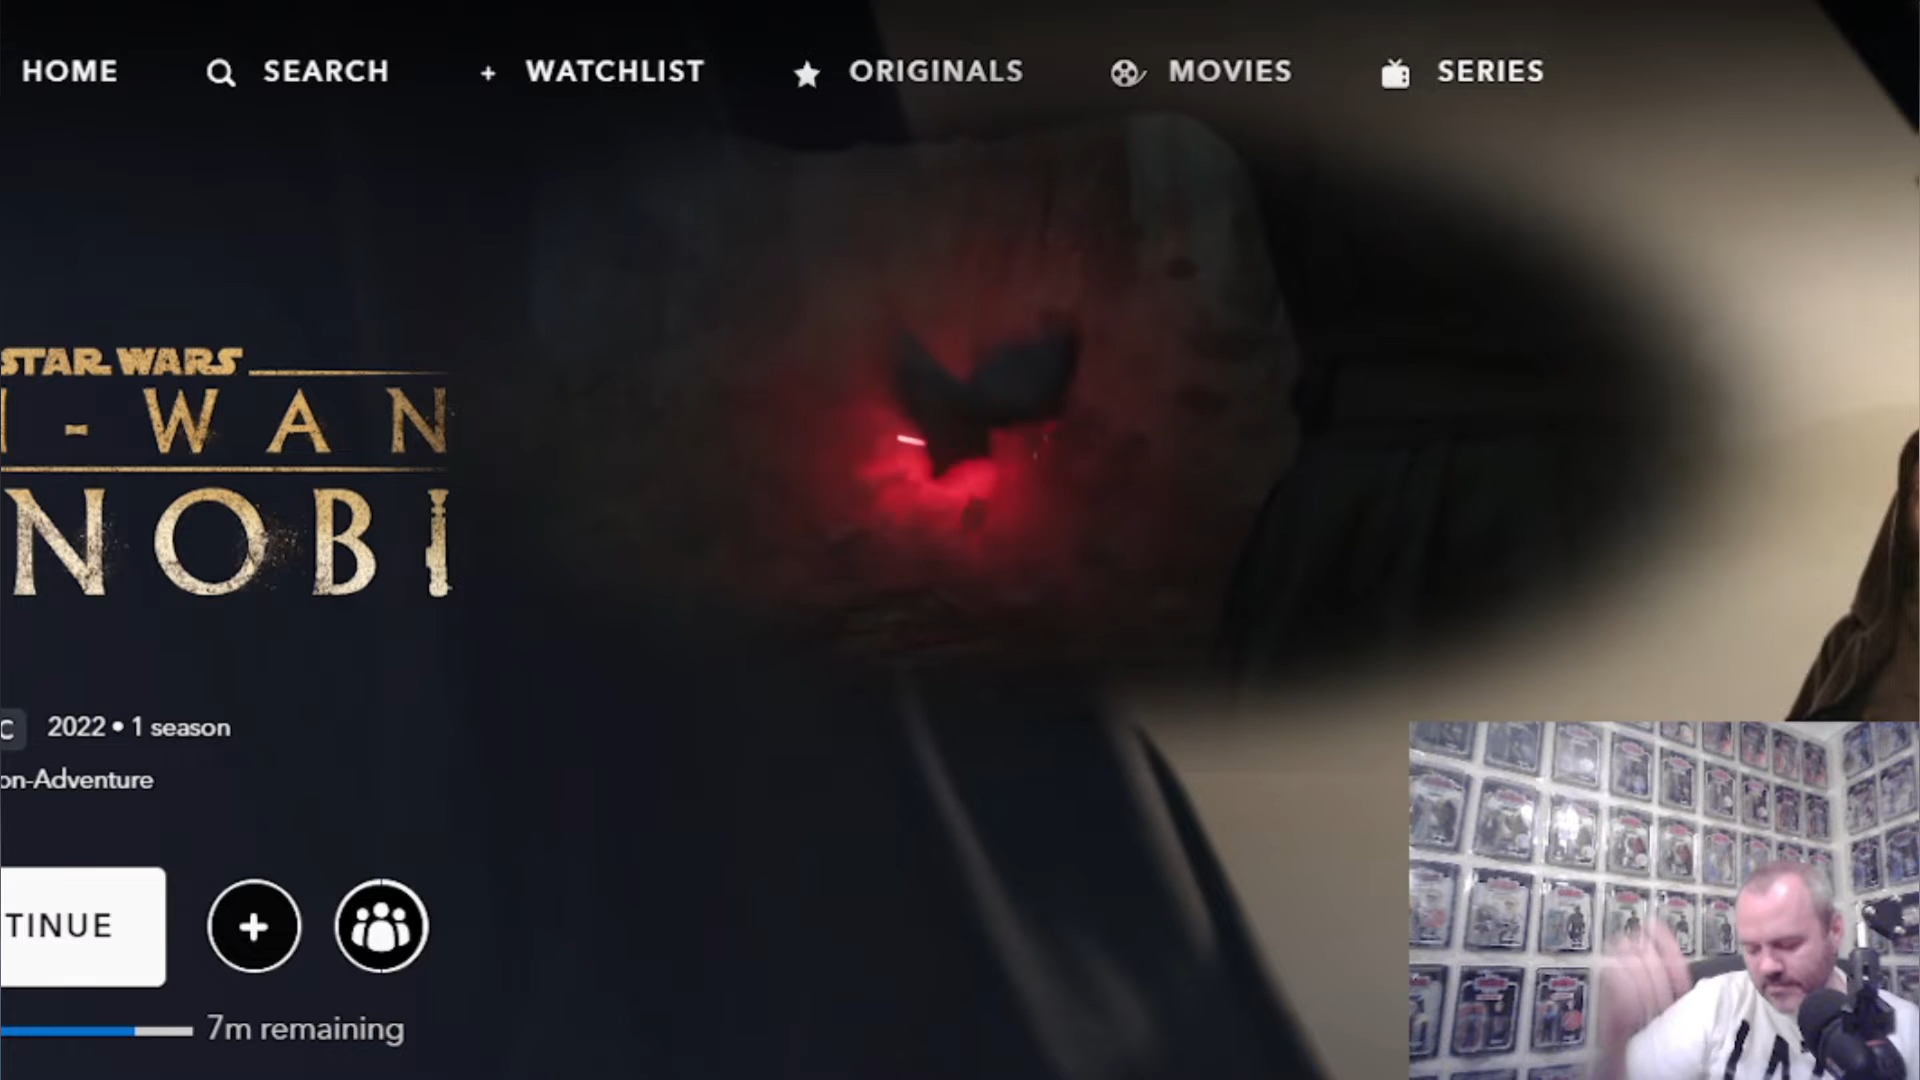 HOME SEARCH + WATCHLIST ORIGINALS MOVIES SERIES
STAR WARS
I-WAN
NOBI
C 2022 • 1 season
on-Adventure
TINUE
7m remaining